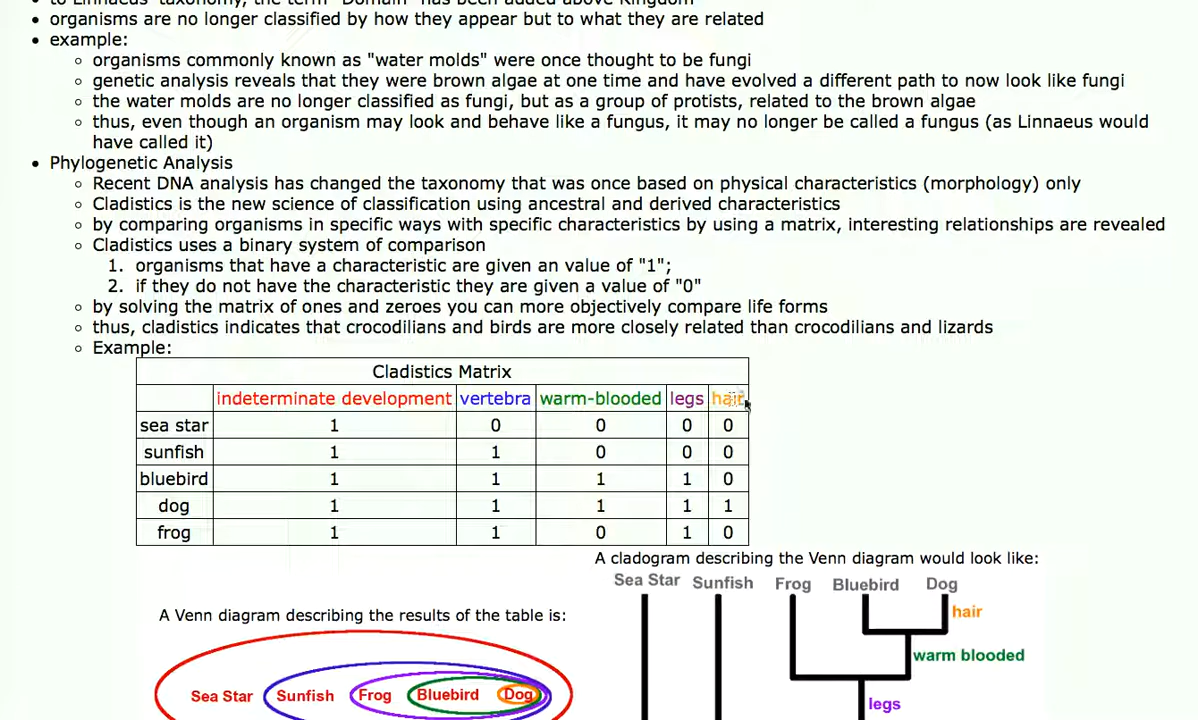 to Linnaeus' taxonomy, the term "Domain" has been added above Kingdom
• organisms are no longer classified by how they appear but to what they are related
• example:
◦ organisms commonly known as "water molds" were once thought to be fungi
◦ genetic analysis reveals that they were brown algae at one time and have evolved a different path to now look like fungi
◦ the water molds are no longer classified as fungi, but as a group of protists, related to the brown algae
◦ thus, even though an organism may look and behave like a fungus, it may no longer be called a fungus (as Linnaeus would
have called it)
• Phylogenetic Analysis
◦ Recent DNA analysis has changed the taxonomy that was once based on physical characteristics (morphology) only
◦ Cladistics is the new science of classification using ancestral and derived characteristics
◦ by comparing organisms in specific ways with specific characteristics by using a matrix, interesting relationships are revealed
◦ Cladistics uses a binary system of comparison
1. organisms that have a characteristic are given an value of "1";
2. if they do not have the characteristic they are given a value of "0"
◦ by solving the matrix of ones and zeroes you can more objectively compare life forms
◦ thus, cladistics indicates that crocodilians and birds are more closely related than crocodilians and lizards
◦ Example:
Cladistics Matrix
indeterminate development vertebra warm-blooded legs hair
sea star 1 0 0 0 0
sunfish 1 1 0 0 0
bluebird 1 1 1 1 0
dog 1 1 1 1 1
frog 1 1 0 1 0
A cladogram describing the Venn diagram would look like:
Sea Star Sunfish Frog Bluebird Dog
hair
warm blooded
legs
A Venn diagram describing the results of the table is:
Sea Star Sunfish Frog Bluebird Dog